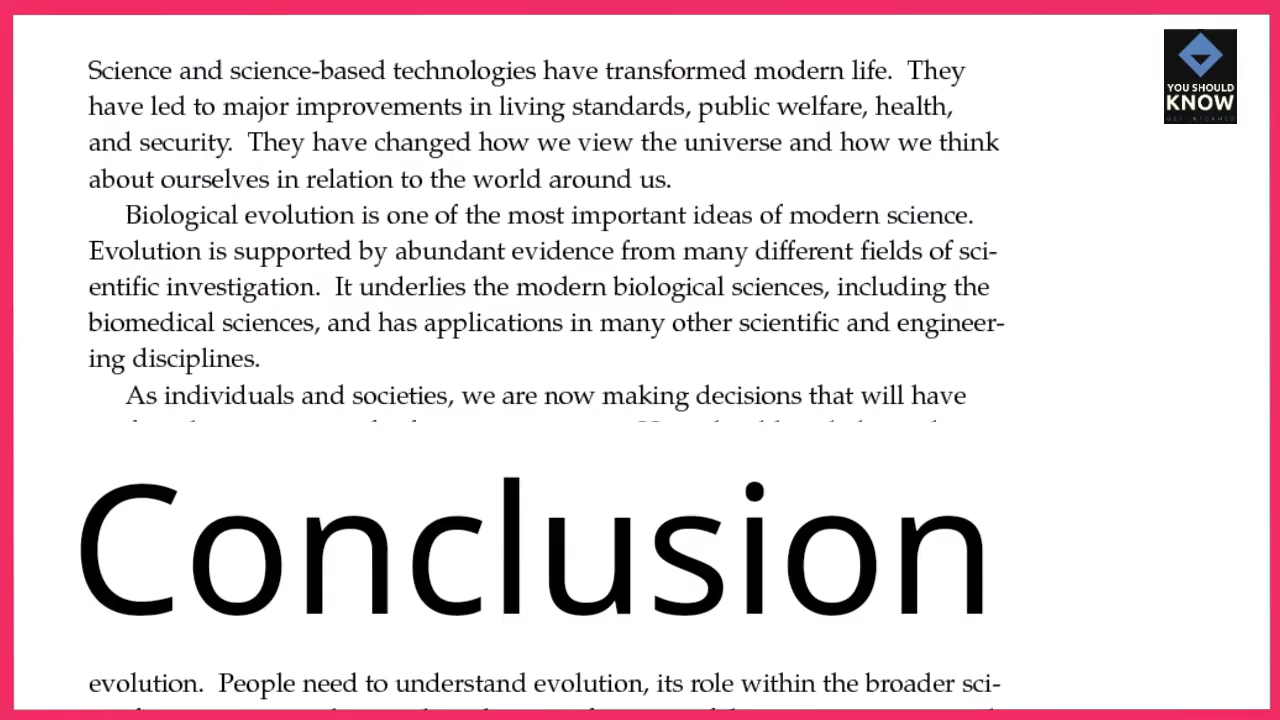 Science and science-based technologies have transformed modern life. They
have led to major improvements in living standards, public welfare, health,
and security. They have changed how we view the universe and how we think
about ourselves in relation to the world around us.
Biological evolution is one of the most important ideas of modern science.
Evolution is supported by abundant evidence from many different fields of sci-
entific investigation. It underlies the modern biological sciences, including the
biomedical sciences, and has applications in many other scientific and engineer-
ing disciplines.
As individuals and societies, we are now making decisions that will have
Conclusion
evolution. People need to understand evolution, its role within the broader sci-
YOU SHOULD
KNOW
GET INFORMED